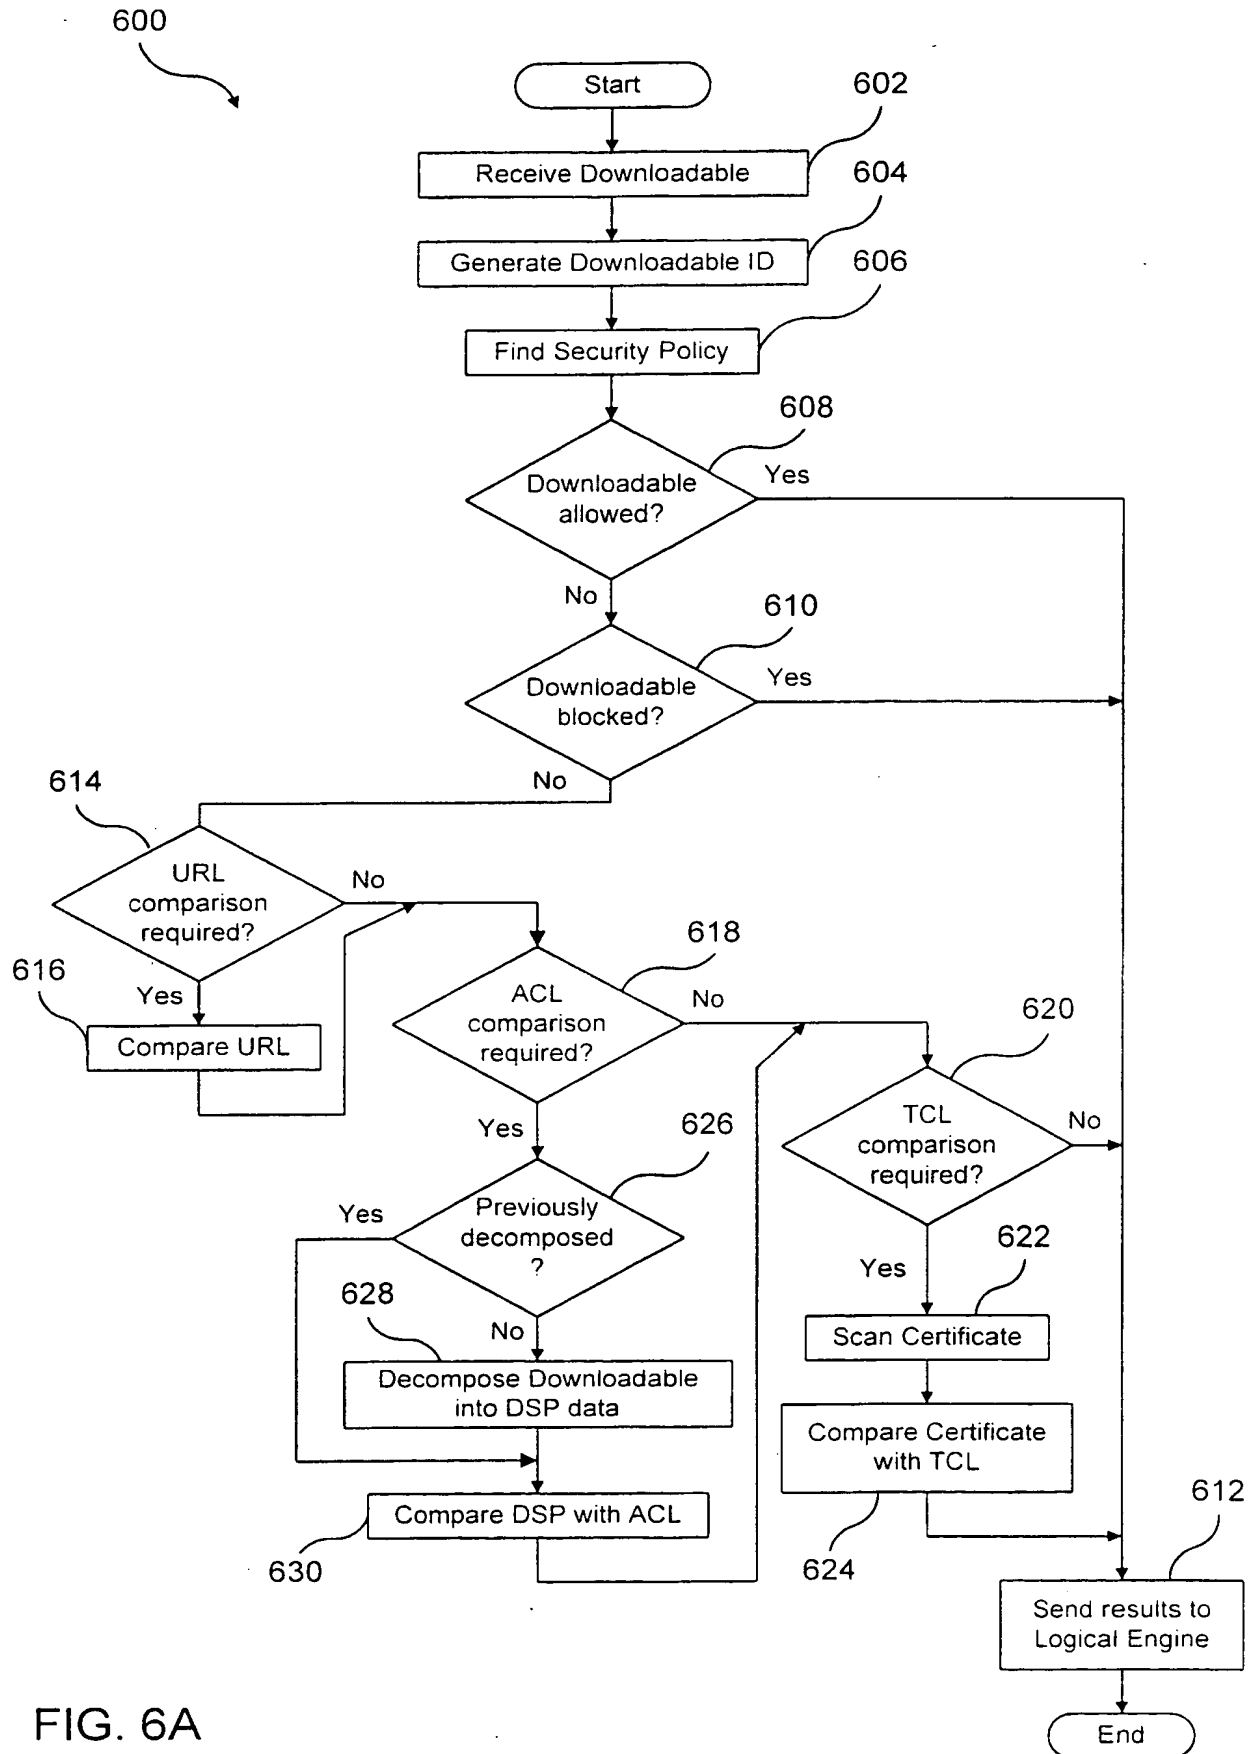 600
Start
602
Receive Downloadable
604
Generate Downloadable ID
606
Find Security Policy
608
Downloadable
allowed?
Yes
No
610
Downloadable
blocked?
Yes
No
614
URL
comparison
required?
No
616
Yes
Compare URL
618
ACL
comparison
required?
No
620
TCL
comparison
required?
No
Yes
626
Previously
decomposed
?
Yes
628
No
Decompose Downloadable
into DSP data
Compare DSP with ACL
630
Yes
622
Scan Certificate
Compare Certificate
with TCL
624
612
Send results to
Logical Engine
End
FIG. 6A